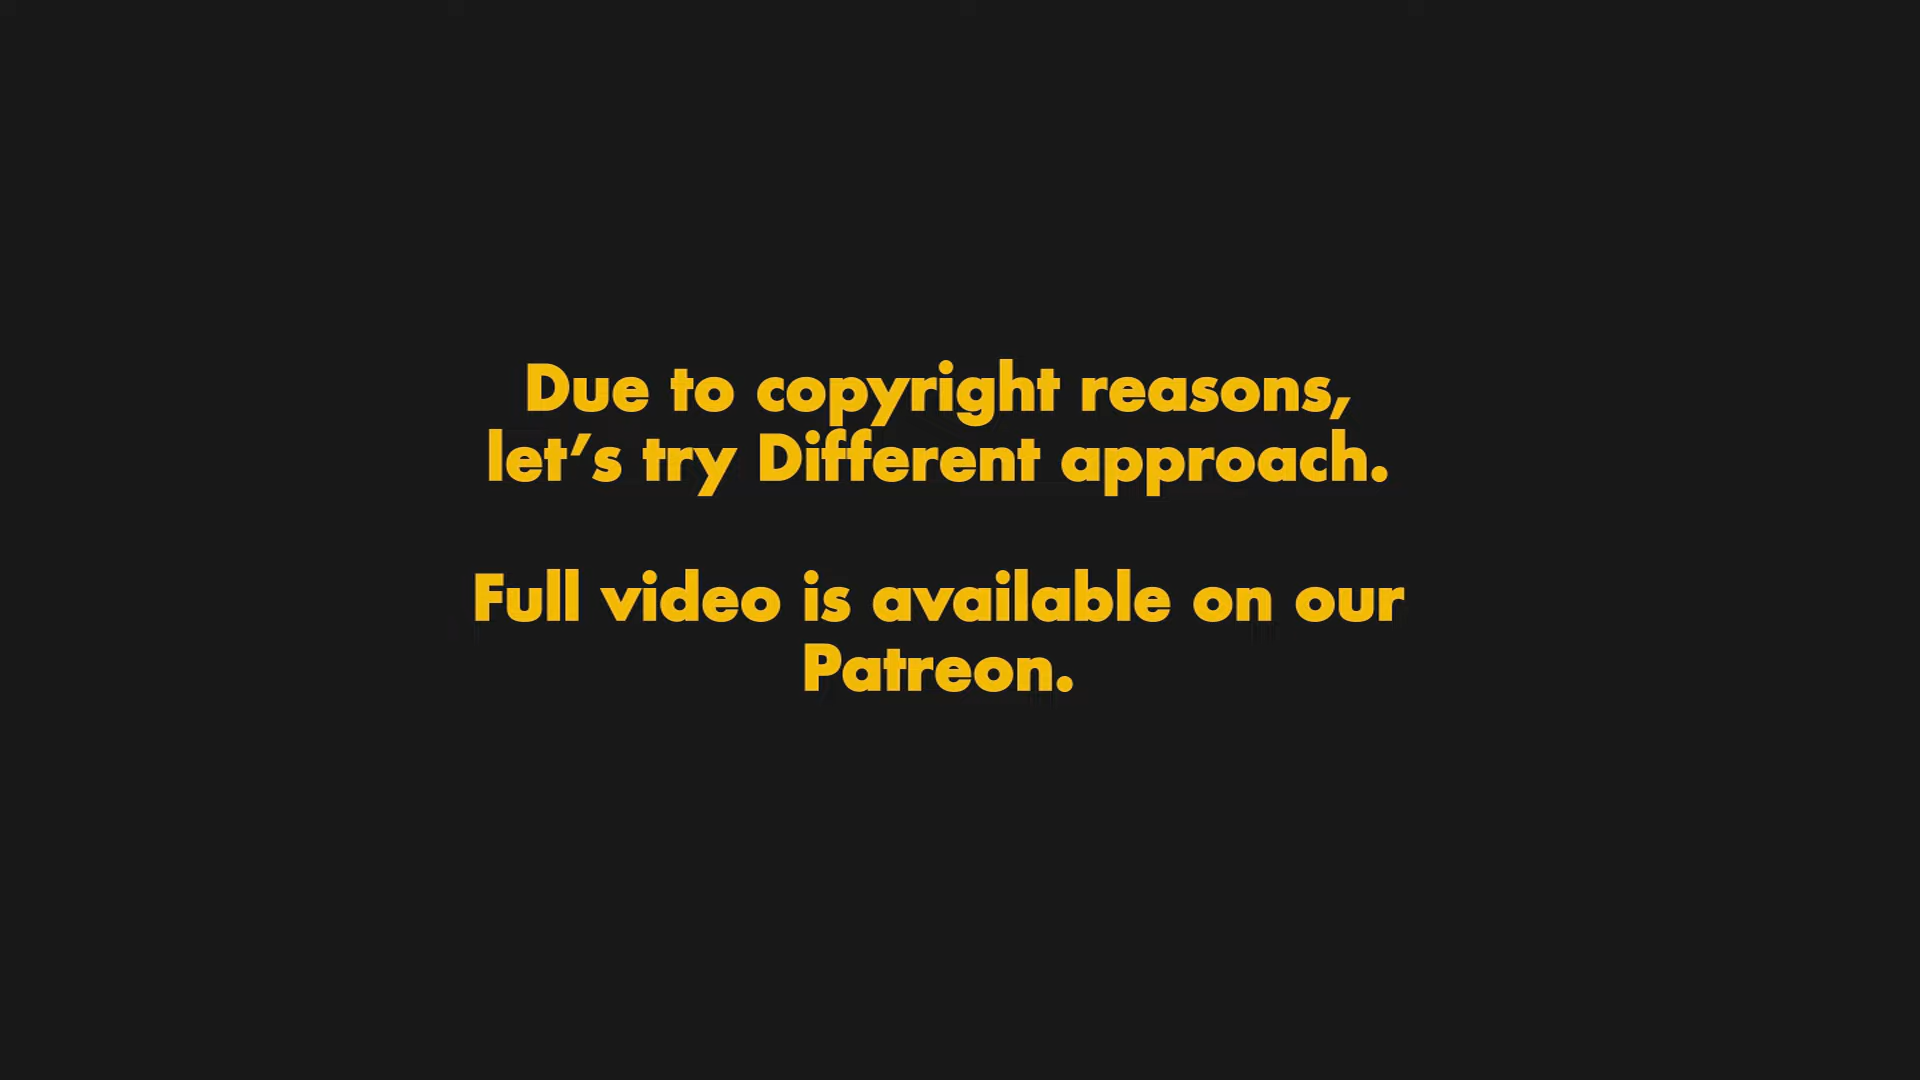 Due to copyright reasons,
let’s try Different approach.
Full video is available on our
Patreon.